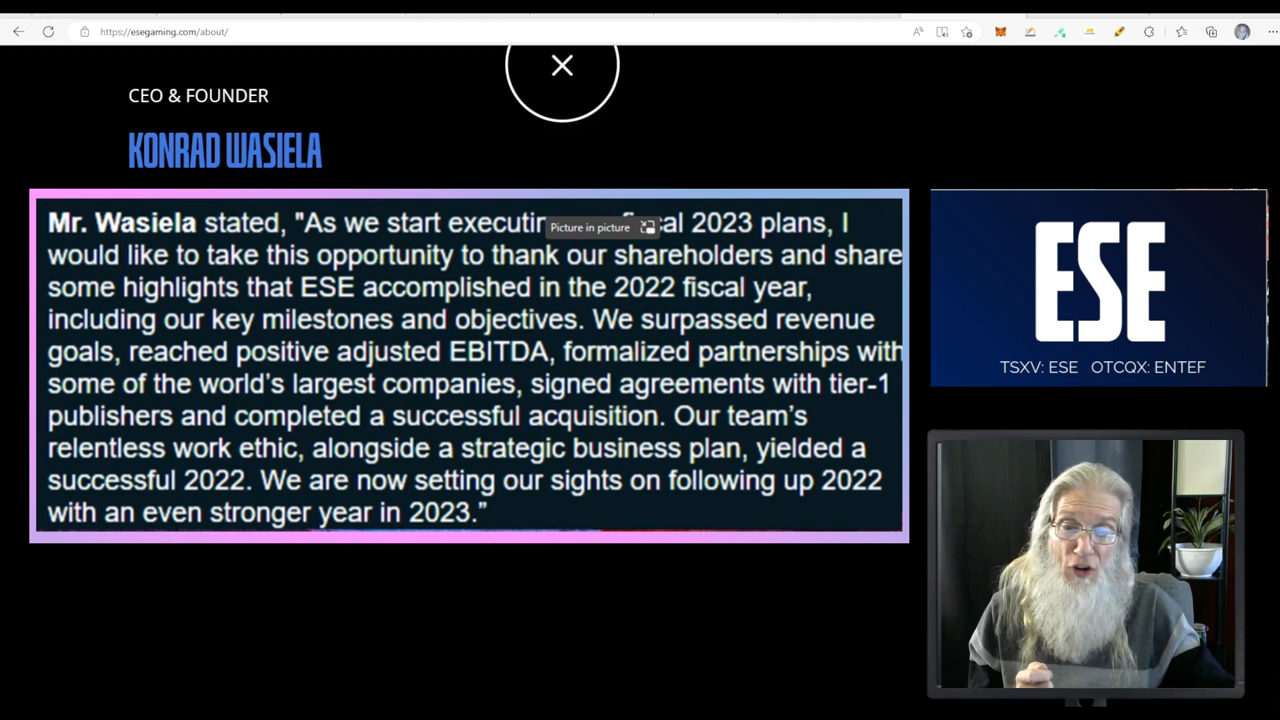 https://esegaming.com/about/
CEO & FOUNDER
KONRAD WASIELA
Mr. Wasiela stated, "As we start executin cal 2023 plans, I
Picture in picture
would like to take this opportunity to thank our shareholders and share
some highlights that ESE accomplished in the 2022 fiscal year,
including our key milestones and objectives. We surpassed revenue
goals, reached positive adjusted EBITDA, formalized partnerships with
some of the world's largest companies, signed agreements with tier-1
publishers and completed a successful acquisition. Our team's
relentless work ethic, alongside a strategic business plan, yielded a
successful 2022. We are now setting our sights on following up 2022
with an even stronger year in 2023."
ESE
TSXV: ESE OTCQX: ENTEF